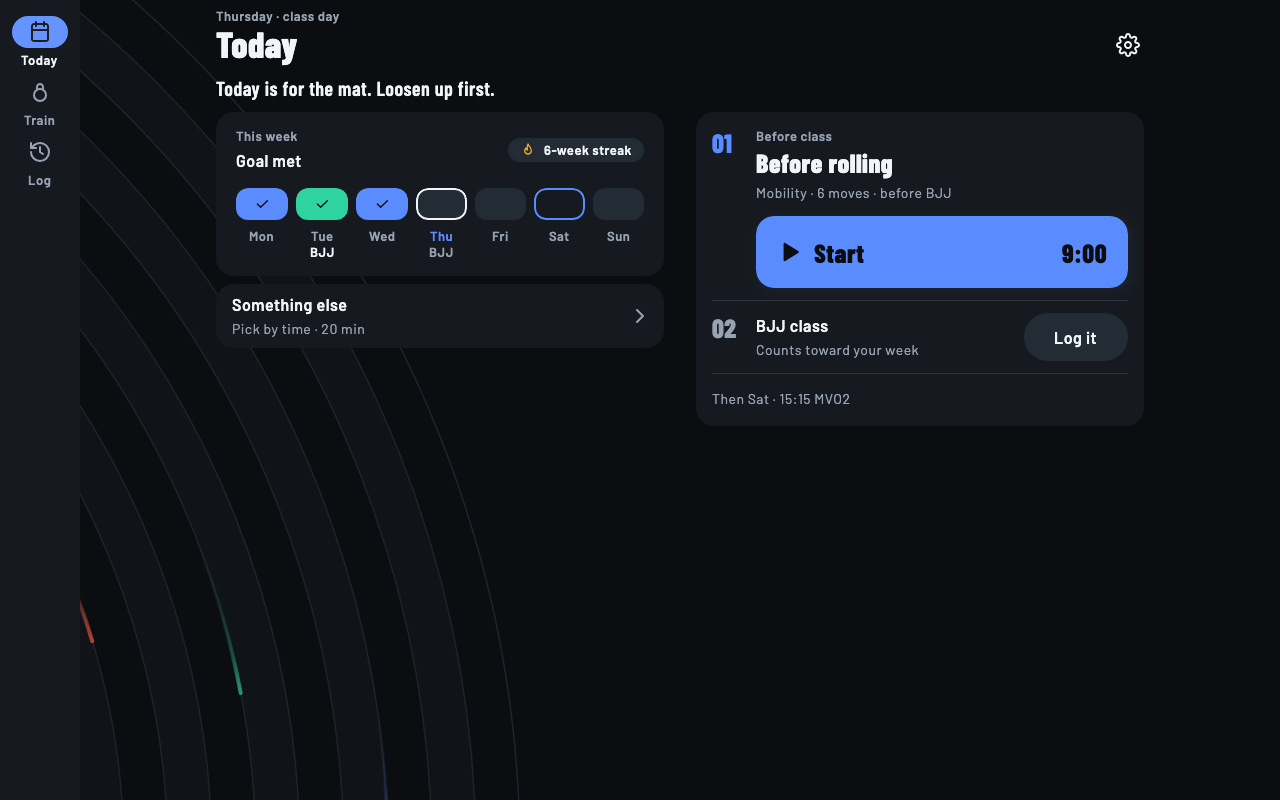 Today
Train
Log
Thursday · class day
Today
Today is for the mat. Loosen up first.
This week
Goal met
6-week streak
Mon Tue Wed Thu Fri Sat Sun
BJJ BJJ
Something else
Pick by time · 20 min
01
Before class
Before rolling
Mobility · 6 moves · before BJJ
Start 9:00
02
BJJ class
Counts toward your week
Log it
Then Sat · 15:15 MVO2